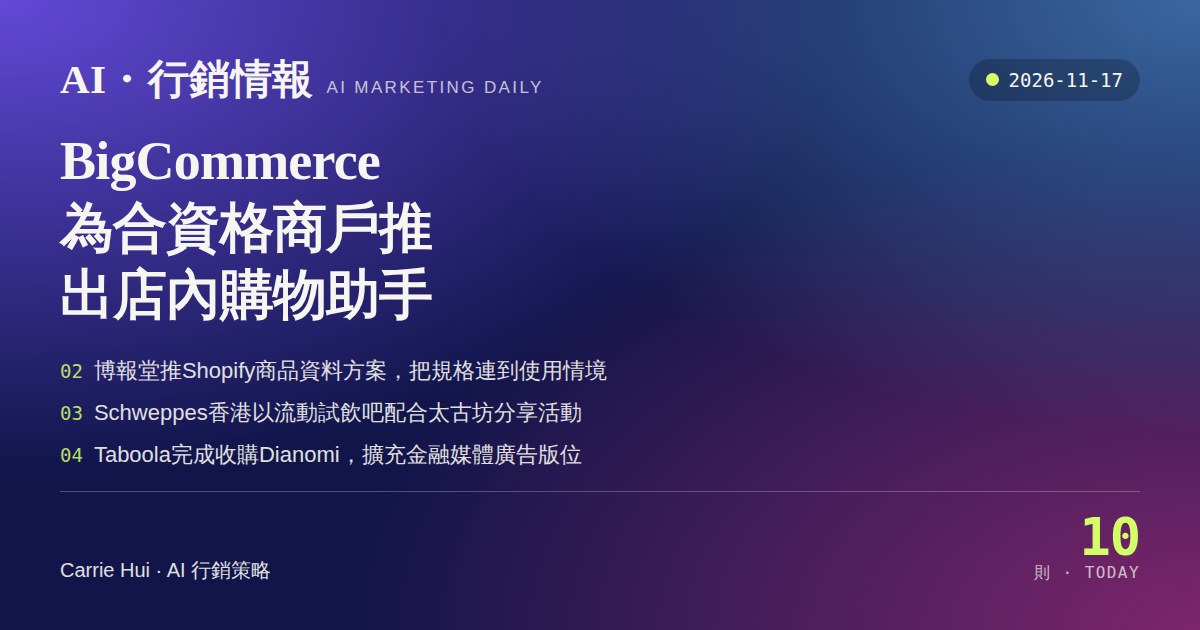 AI · 行銷情報 AI MARKETING DAILY
2026-11-17
BigCommerce
為合資格商戶推
出店內購物助手
02 博報堂推Shopify商品資料方案，把規格連到使用情境
03 Schweppes香港以流動試飲吧配合太古坊分享活動
04 Taboola完成收購Dianomi，擴充金融媒體廣告版位
Carrie Hui · AI 行銷策略
10
則 · TODAY